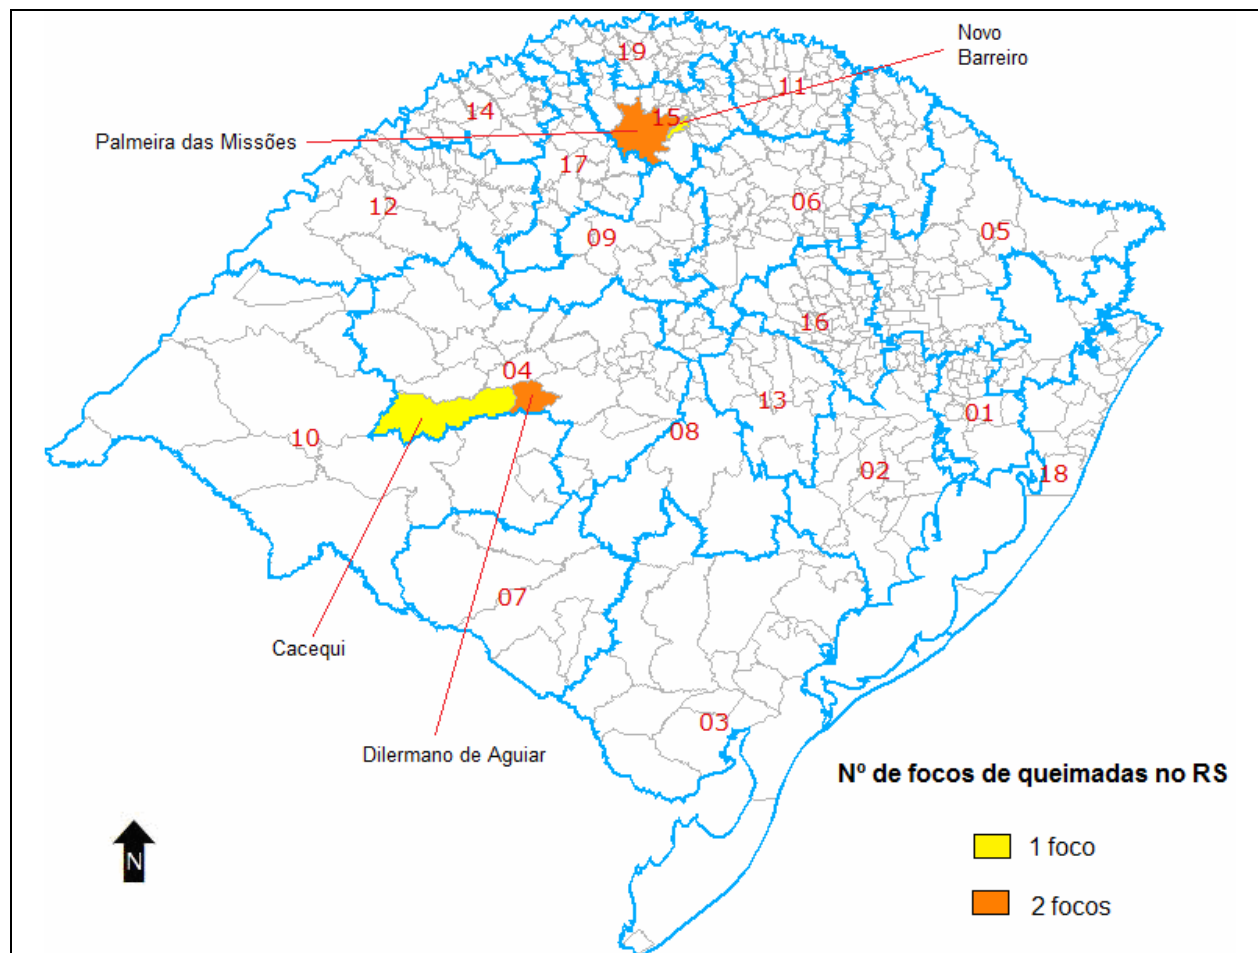 Novo
Barreiro
19
11
14
15
Palmeira das Missões
17
12
06
09
05
16
04
13
01
10
08
02
18
07
Cacequi
03
Dilermano de Aguiar
Nº de focos de queimadas no RS
1 foco
N
2 focos